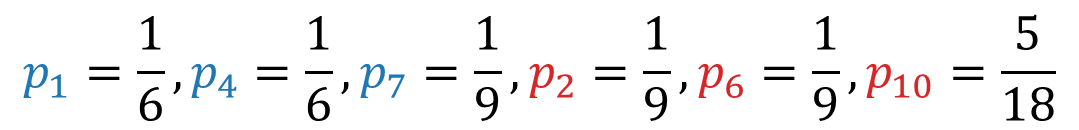 p₁ = 1/6, p₄ = 1/6, p₇ = 1/9, p₂ = 1/9, p₆ = 1/9, p₁₀ = 5/18